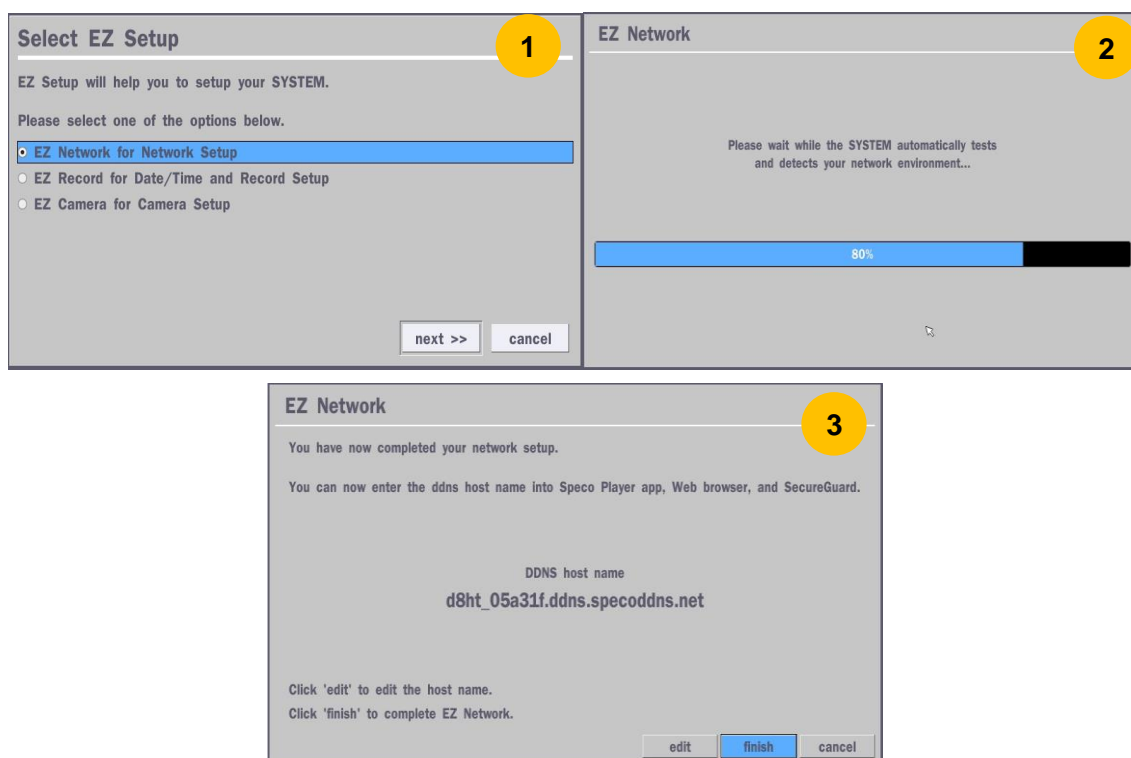 Select EZ Setup
1
EZ Setup will help you to setup your SYSTEM.
Please select one of the options below.
EZ Network for Network Setup
EZ Record for Date/Time and Record Setup
EZ Camera for Camera Setup
next >> cancel
EZ Network
2
Please wait while the SYSTEM automatically tests
and detects your network environment...
80%
EZ Network
3
You have now completed your network setup.
You can now enter the ddns host name into Speco Player app, Web browser, and SecureGuard.
DDNS host name
d8ht_05a31f.ddns.specoddns.net
Click 'edit' to edit the host name.
Click 'finish' to complete EZ Network.
edit finish cancel